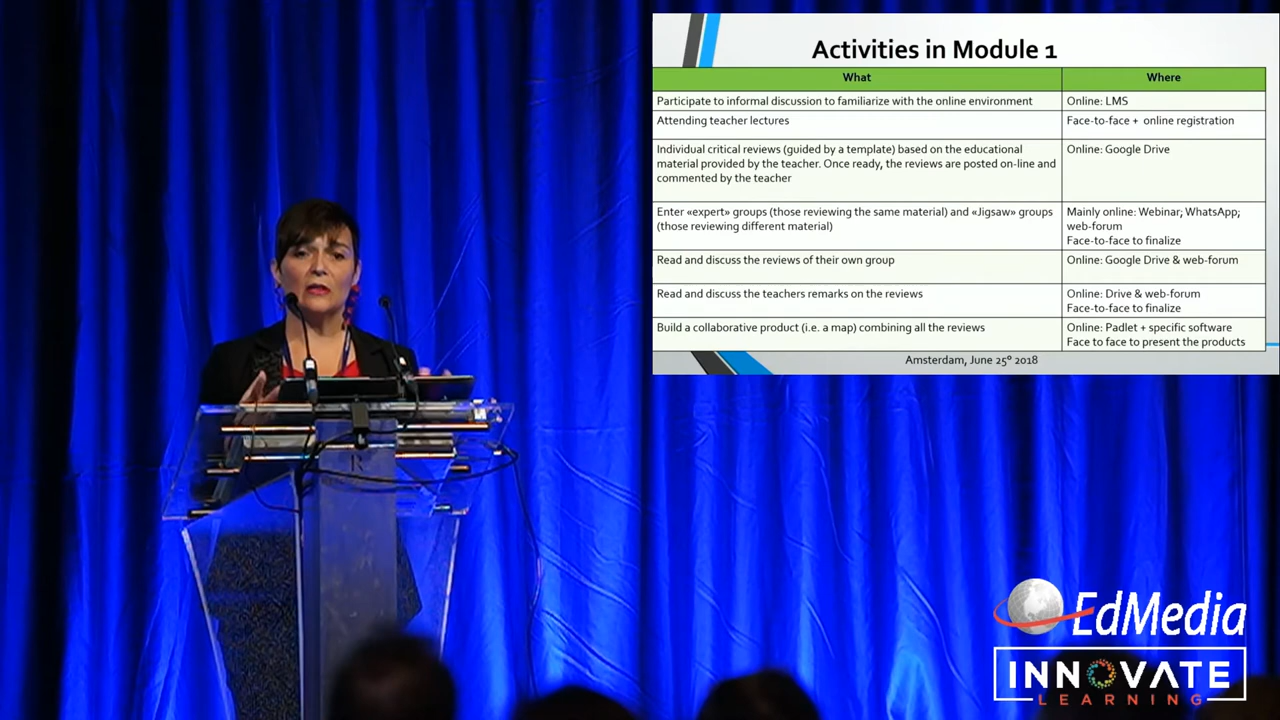 Activities in Module 1
What
Where
Participate to informal discussion to familiarize with the online environment
Online: LMS
Attending teacher lectures
Face-to-face + online registration
Individual critical reviews (guided by a template) based on the educational
material provided by the teacher. Once ready, the reviews are posted on-line and
commented by the teacher
Online: Google Drive
Enter «expert» groups (those reviewing the same material) and «Jigsaw» groups
(those reviewing different material)
Mainly online: Webinar; WhatsApp;
web-forum
Face-to-face to finalize
Read and discuss the reviews of their own group
Online: Google Drive & web-forum
Read and discuss the teachers remarks on the reviews
Online: Drive & web-forum
Face-to-face to finalize
Build a collaborative product (i.e. a map) combining all the reviews
Online: Padlet + specific software
Face to face to present the products
Amsterdam, June 25° 2018
R
EdMedia
INNOVATE
LEARNING